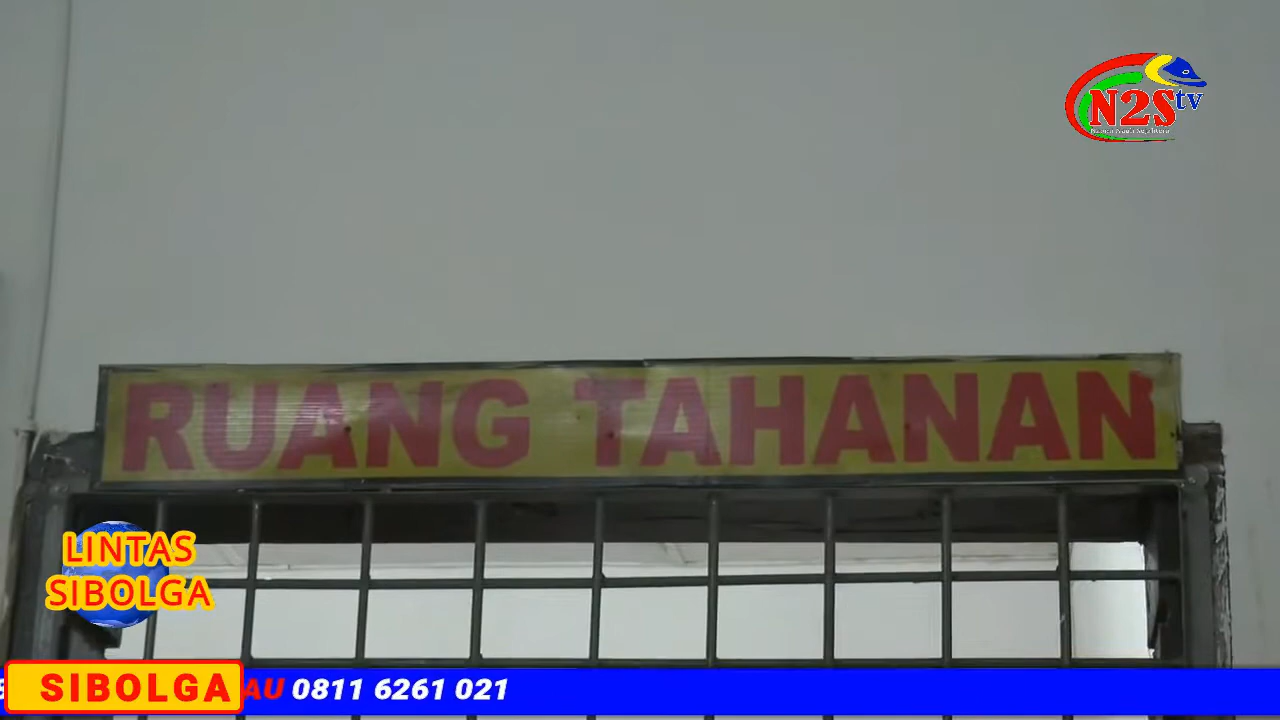 N2S tv
RUANG TAHANAN
LINTAS
SIBOLGA
SIBOLGA
AU 0811 6261 021